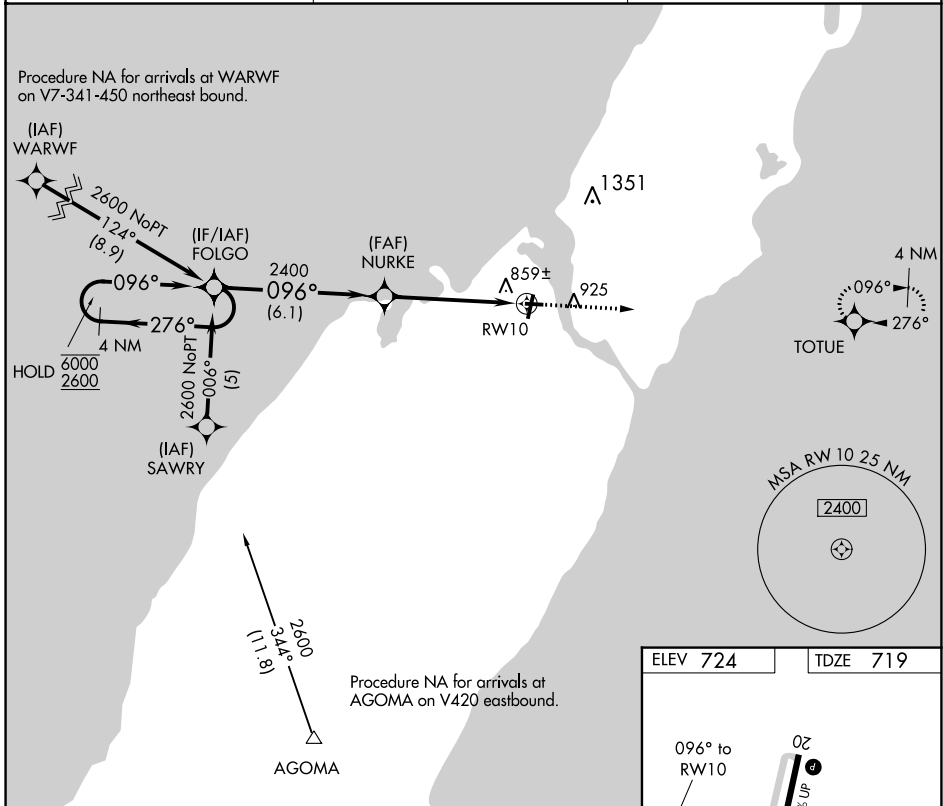 Procedure NA for arrivals at WARWF
on V7-341-450 northeast bound.
(IAF)
WARWF
2600 NoPT
124°
(8.9)
(IF/IAF)
FOLGO
2400
096°
(6.1)
(FAF)
NURKE
1351
859±
925
RW10
096°
276°
4 NM
HOLD
6000
2600
2600 NoPT
006°
(5)
(IAF)
SAWRY
4 NM
096°
276°
TOTUE
MSA RW 10 25 NM
2400
2600
344°
(11.8)
Procedure NA for arrivals at
AGOMA on V420 eastbound.
AGOMA
ELEV 724
TDZE 719
096° to
RW10
20
P
% UP